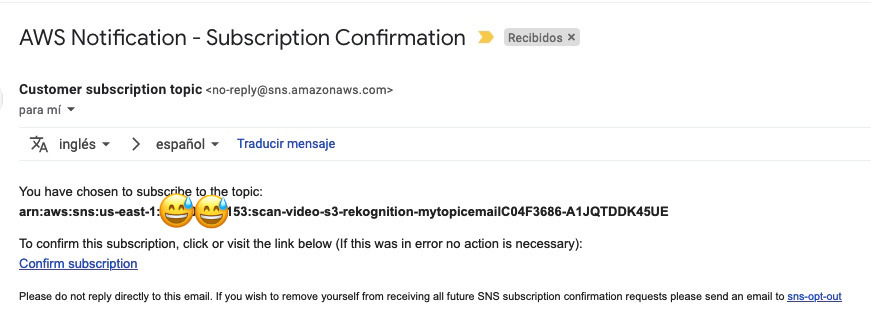 AWS Notification - Subscription Confirmation Recibidos ×
Customer subscription topic <no-reply@sns.amazonaws.com>
para mí
inglés español Traducir mensaje
You have chosen to subscribe to the topic:
arn:aws:sns:us-east-1: 153:scan-video-s3-rekognition-mytopicemailC04F3686-A1JQTDDK45UE
To confirm this subscription, click or visit the link below (If this was in error no action is necessary):
Confirm subscription
Please do not reply directly to this email. If you wish to remove yourself from receiving all future SNS subscription confirmation requests please send an email to sns-opt-out